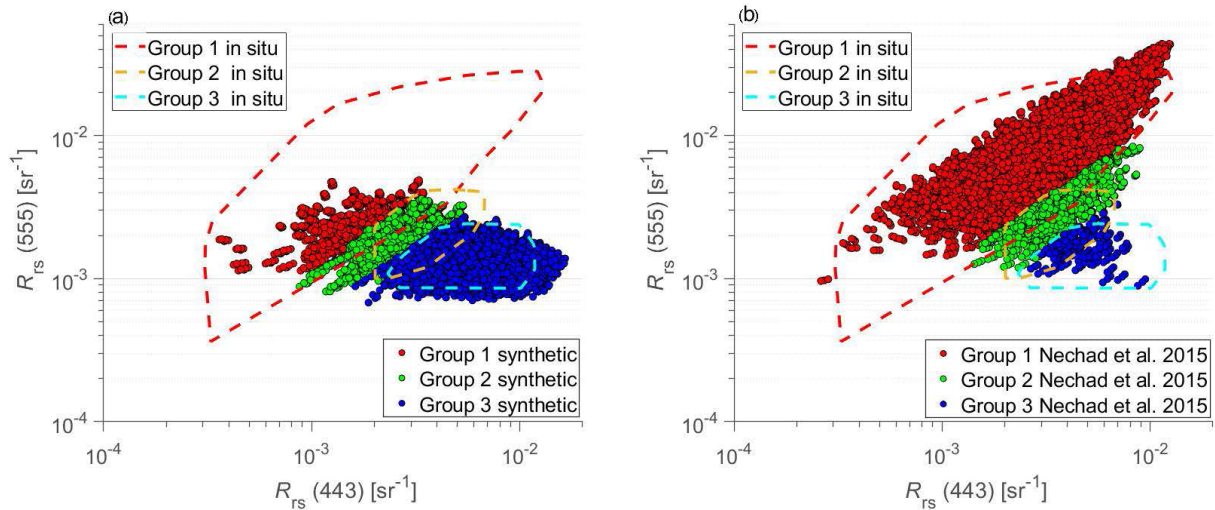 (a)
Group 1 in situ
Group 2 in situ
Group 3 in situ
10⁻²
10⁻³
10⁻⁴
Rrs (555) [sr⁻¹]
Group 1 synthetic
Group 2 synthetic
Group 3 synthetic
10⁻⁴ 10⁻³ 10⁻²
Rrs (443) [sr⁻¹]
(b)
Group 1 in situ
Group 2 in situ
Group 3 in situ
10⁻²
10⁻³
10⁻⁴
Rrs (555) [sr⁻¹]
Group 1 Nechad et al. 2015
Group 2 Nechad et al. 2015
Group 3 Nechad et al. 2015
10⁻⁴ 10⁻³ 10⁻²
Rrs (443) [sr⁻¹]